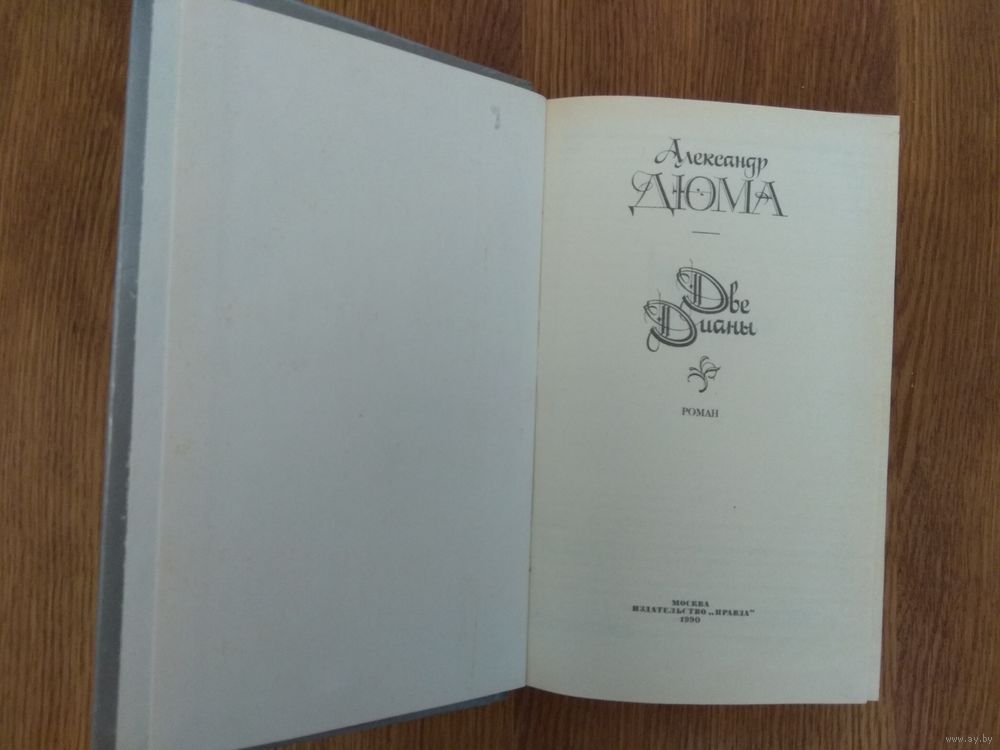 Александр
ДЮМА
Две
Дианы
РОМАН
МОСКВА
ИЗДАТЕЛЬСТВО „ПРАВДА"
1990
www.ay.by